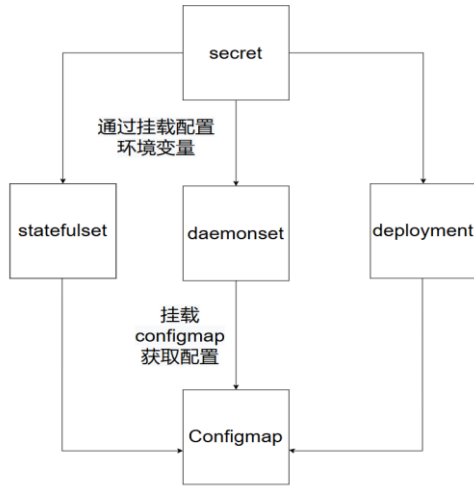 secret
通过挂载配置
环境变量
statefulset
daemonset
deployment
挂载
configmap
获取配置
Configmap